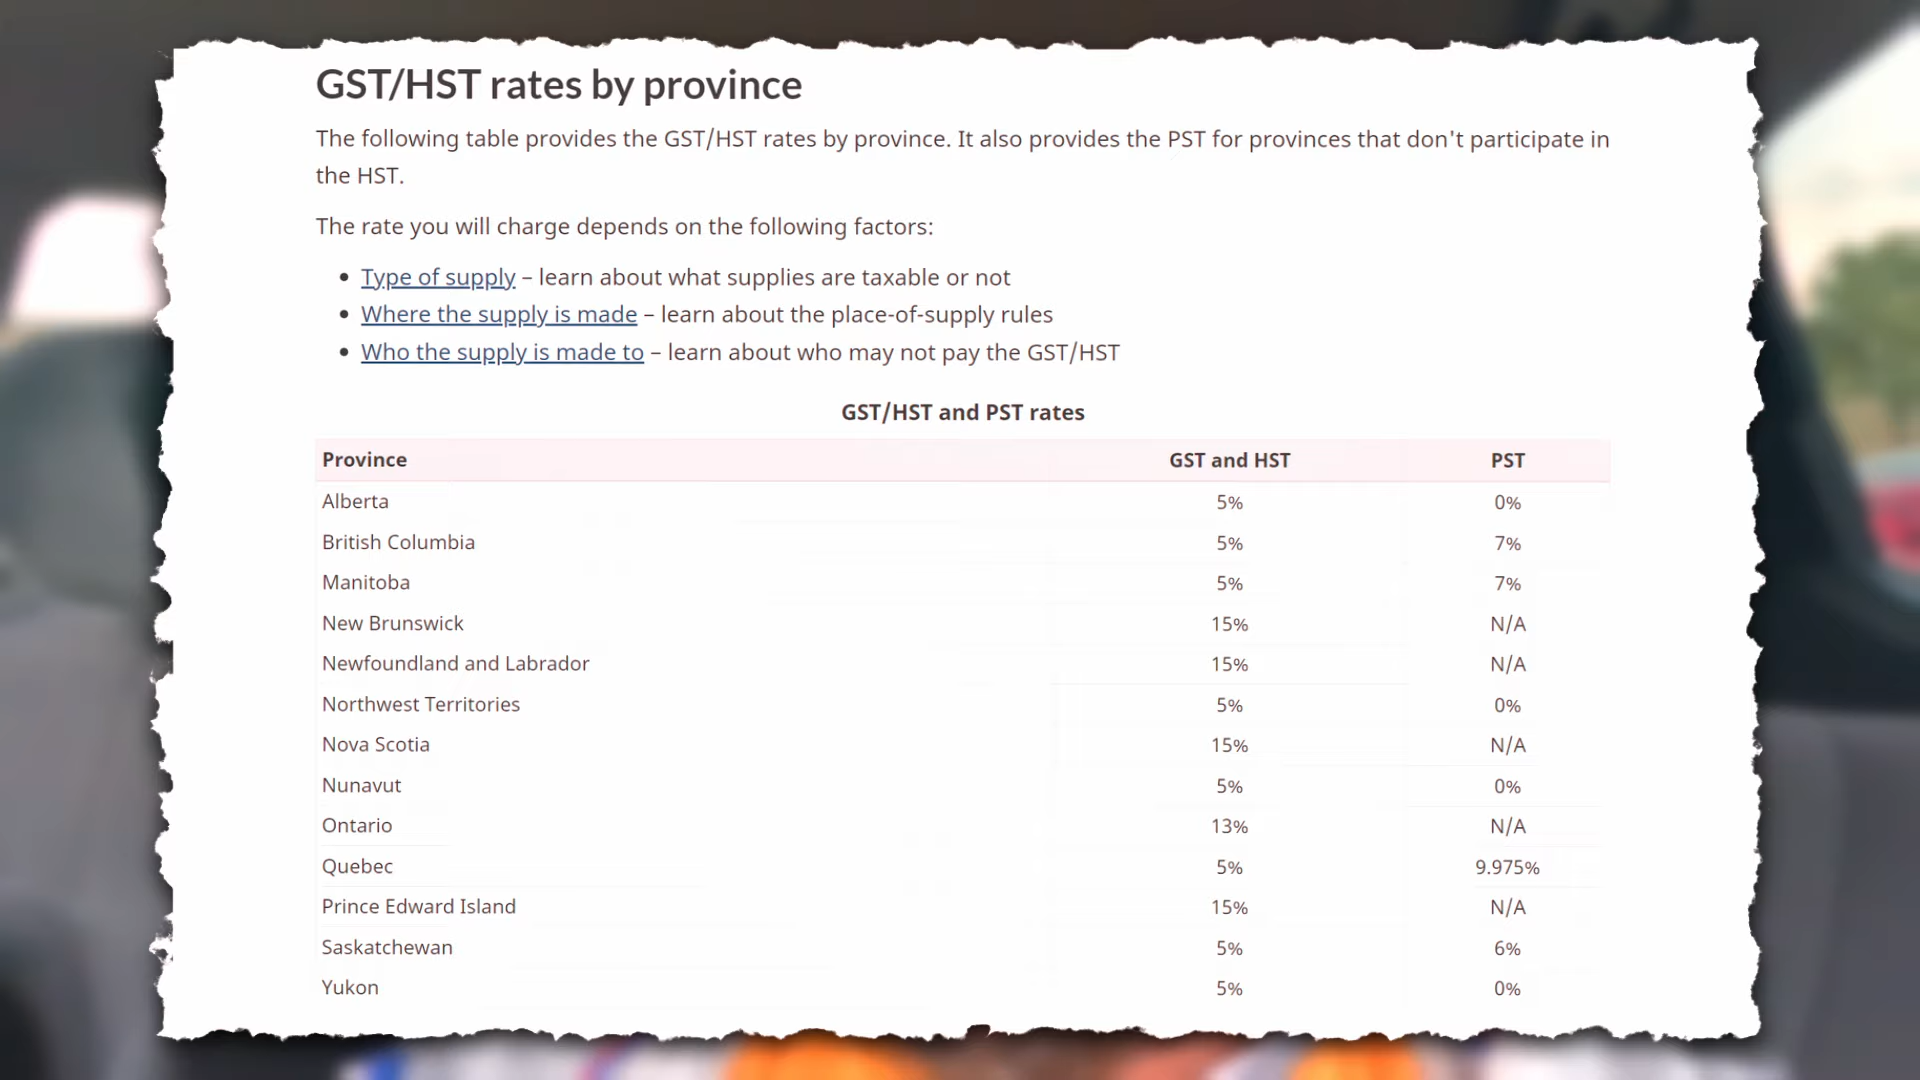 GST/HST rates by province
The following table provides the GST/HST rates by province. It also provides the PST for provinces that don't participate in
the HST.
The rate you will charge depends on the following factors:
• Type of supply – learn about what supplies are taxable or not
• Where the supply is made – learn about the place-of-supply rules
• Who the supply is made to – learn about who may not pay the GST/HST
GST/HST and PST rates
Province GST and HST PST
Alberta 5% 0%
British Columbia 5% 7%
Manitoba 5% 7%
New Brunswick 15% N/A
Newfoundland and Labrador 15% N/A
Northwest Territories 5% 0%
Nova Scotia 15% N/A
Nunavut 5% 0%
Ontario 13% N/A
Quebec 5% 9.975%
Prince Edward Island 15% N/A
Saskatchewan 5% 6%
Yukon 5% 0%